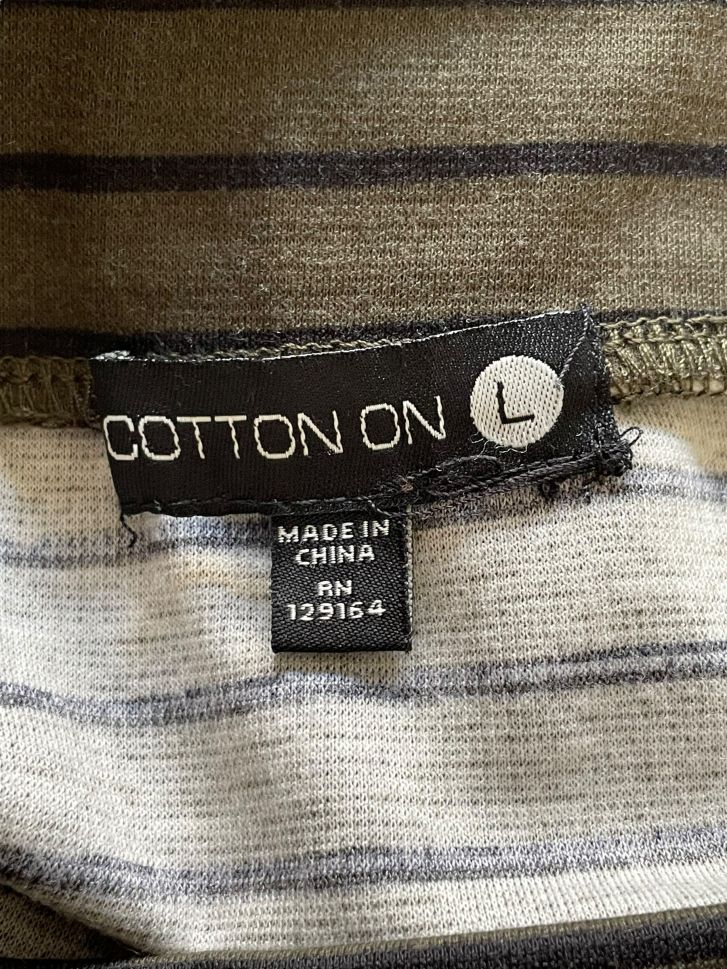 COTTON ON L
MADE IN
CHINA
RN
129164